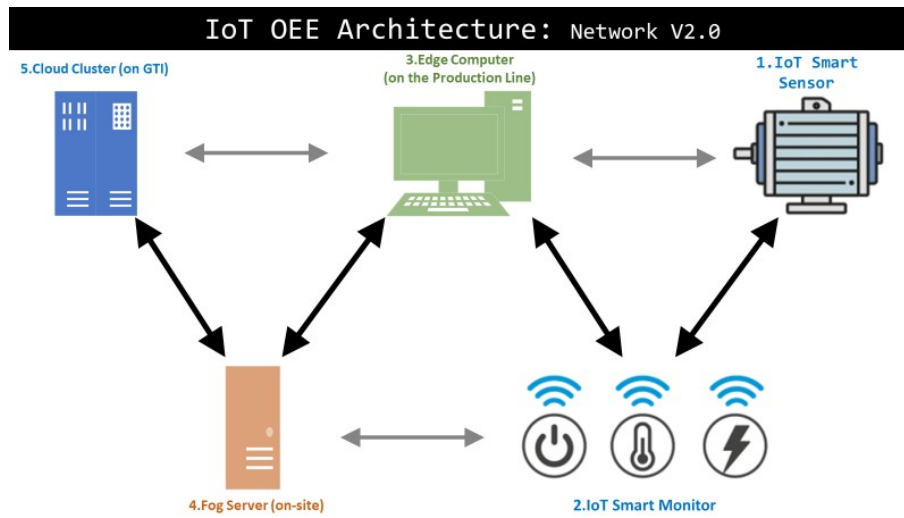 IoT OEE Architecture: Network V2.0
5.Cloud Cluster (on GTI)
3.Edge Computer
(on the Production Line)
1.IoT Smart
Sensor
4.Fog Server (on-site)
2.IoT Smart Monitor